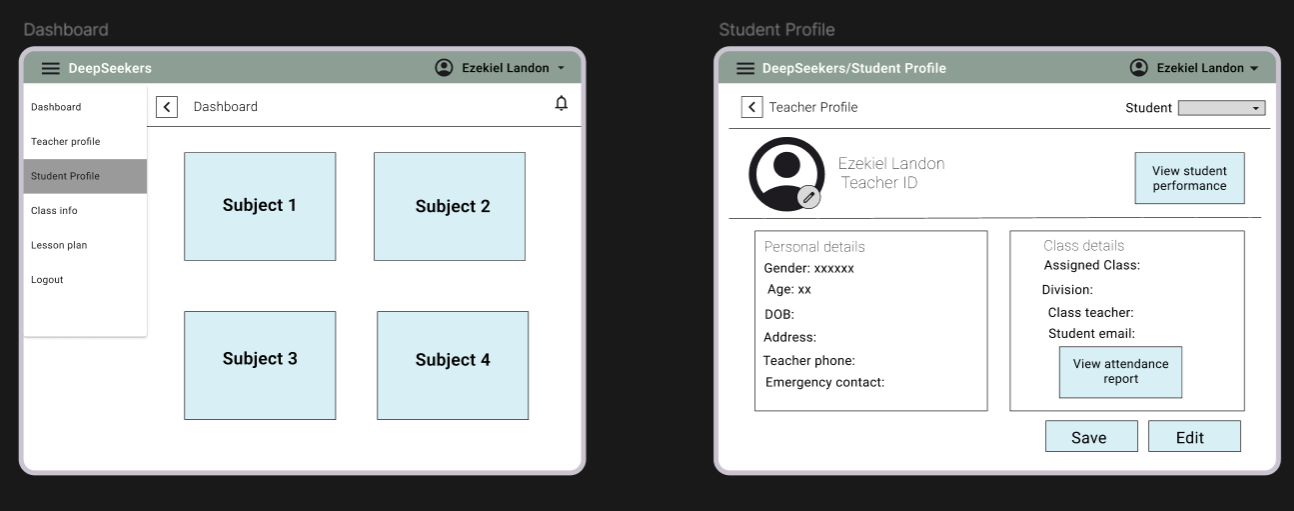 Dashboard
DeepSeekers
Ezekiel Landon
Dashboard
Teacher profile
Student Profile
Class info
Lesson plan
Logout
Dashboard
Subject 1
Subject 2
Subject 3
Subject 4
Student Profile
DeepSeekers/Student Profile
Ezekiel Landon
Teacher Profile
Student
Ezekiel Landon
Teacher ID
View student
performance
Personal details
Gender: xxxxxx
Age: xx
DOB:
Address:
Teacher phone:
Emergency contact:
Class details
Assigned Class:
Division:
Class teacher:
Student email:
View attendance
report
Save
Edit